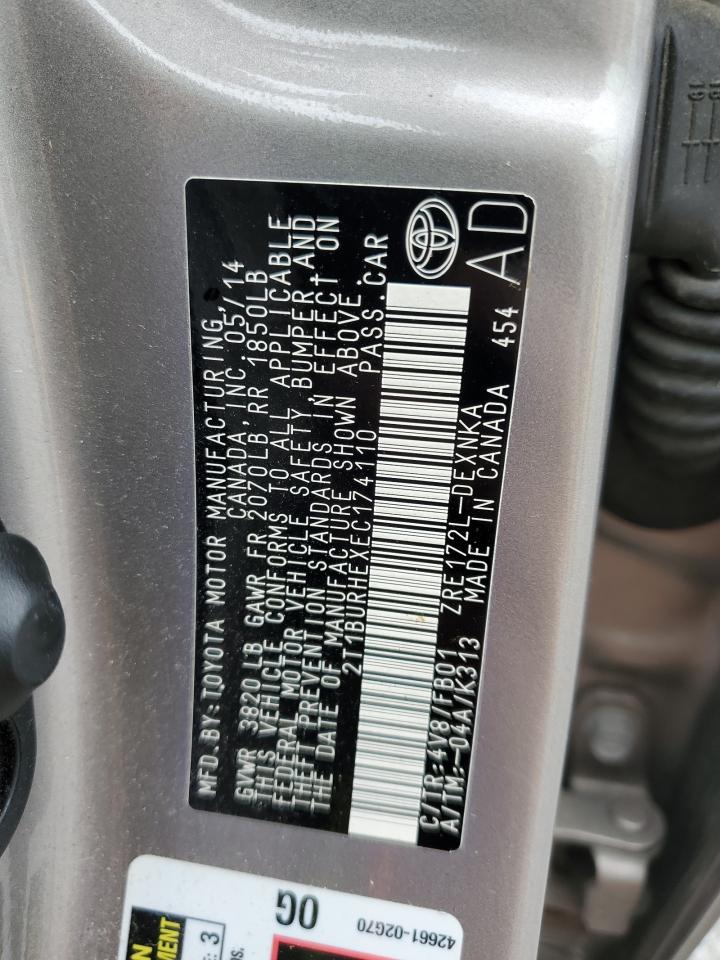 MFD.BY:TOYOTA MOTOR MANUFACTURING
CANADA, INC. 05/14
GVWR 3820 LB GAWR FR 2070LB, RR 1850LB
THIS VEHICLE CONFORMS TO ALL APPLICABLE
FEDERAL MOTOR VEHICLE SAFETY, BUMPER, AND
THEFT PREVENTION STANDARDS IN EFFECT ON
THE DATE OF MANUFACTURE SHOWN ABOVE.
2T1BURHEXEC174110 PASS.CAR
C/TR:4V8/FB01 ZRE172L-DEXNKA
A/TM:-04A/K313 MADE IN CANADA 454
AD
0G
42661-02G70